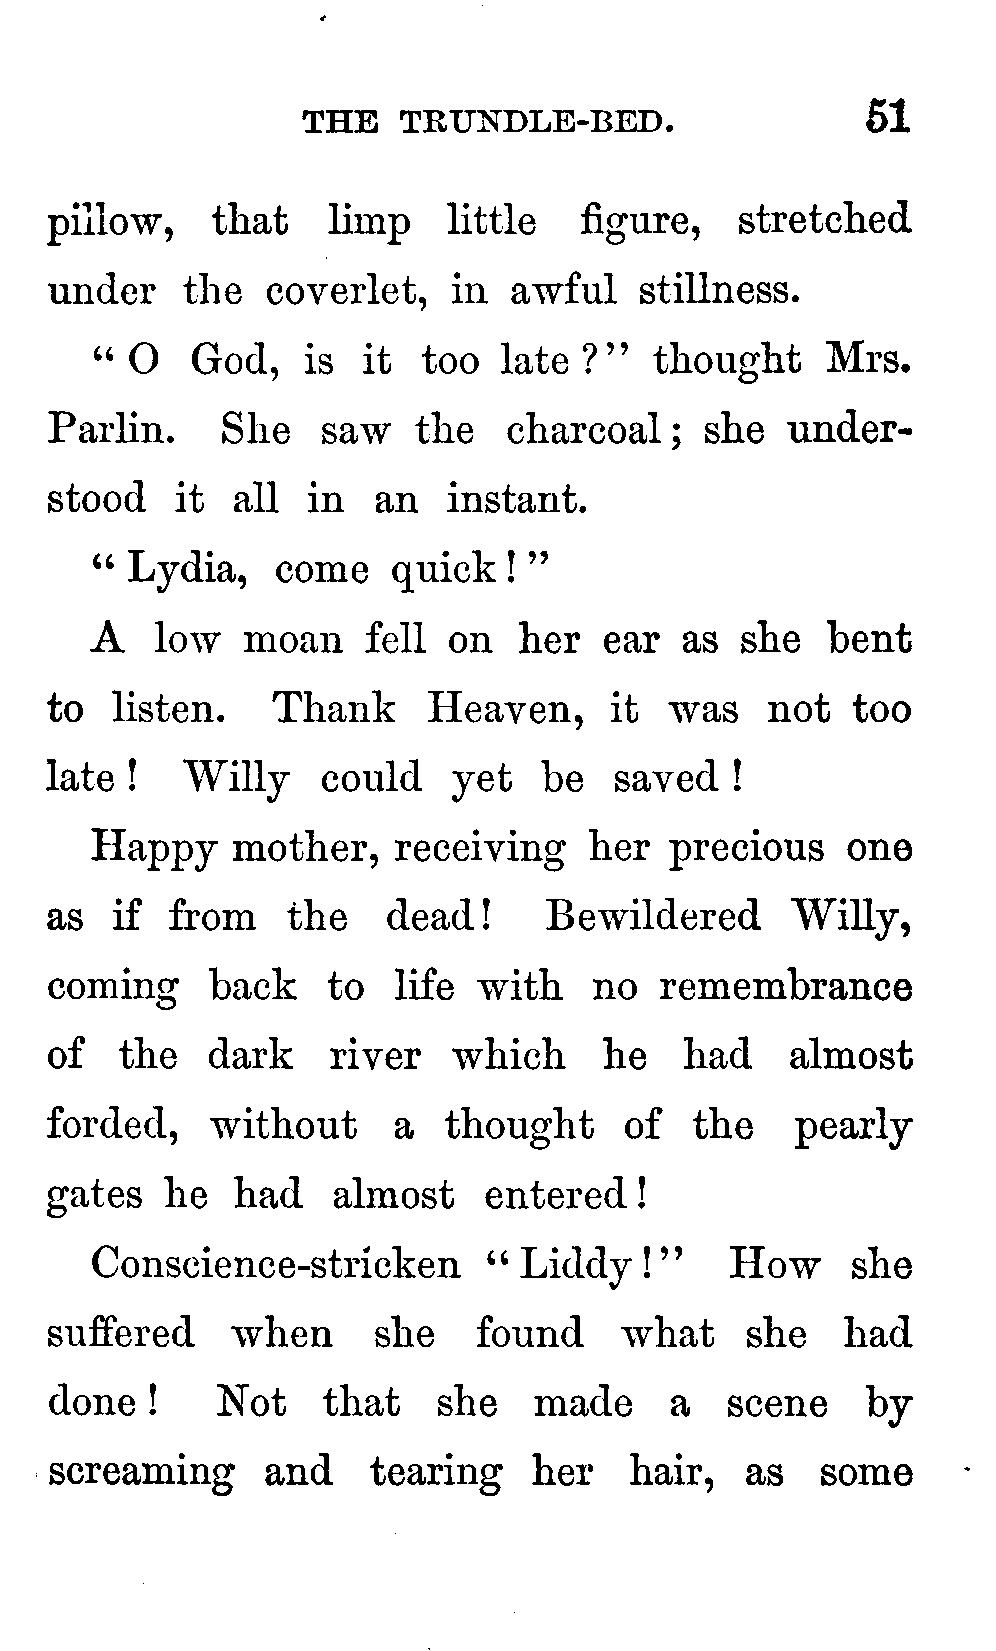 THE TRUNDLE-BED. 51
pillow, that limp little figure, stretched
under the coverlet, in awful stillness.
“ O God, is it too late ?” thought Mrs.
Parlin. She saw the charcoal ; she under-
stood it all in an instant.
“ Lydia, come quick ! ”
A low moan fell on her ear as she bent
to listen. Thank Heaven, it was not too
late ! Willy could yet be saved !
Happy mother, receiving her precious one
as if from the dead! Bewildered Willy,
coming back to life with no remembrance
of the dark river which he had almost
forded, without a thought of the pearly
gates he had almost entered !
Conscience-stricken “ Liddy !” How she
suffered when she found what she had
done ! Not that she made a scene by
screaming and tearing her hair, as some